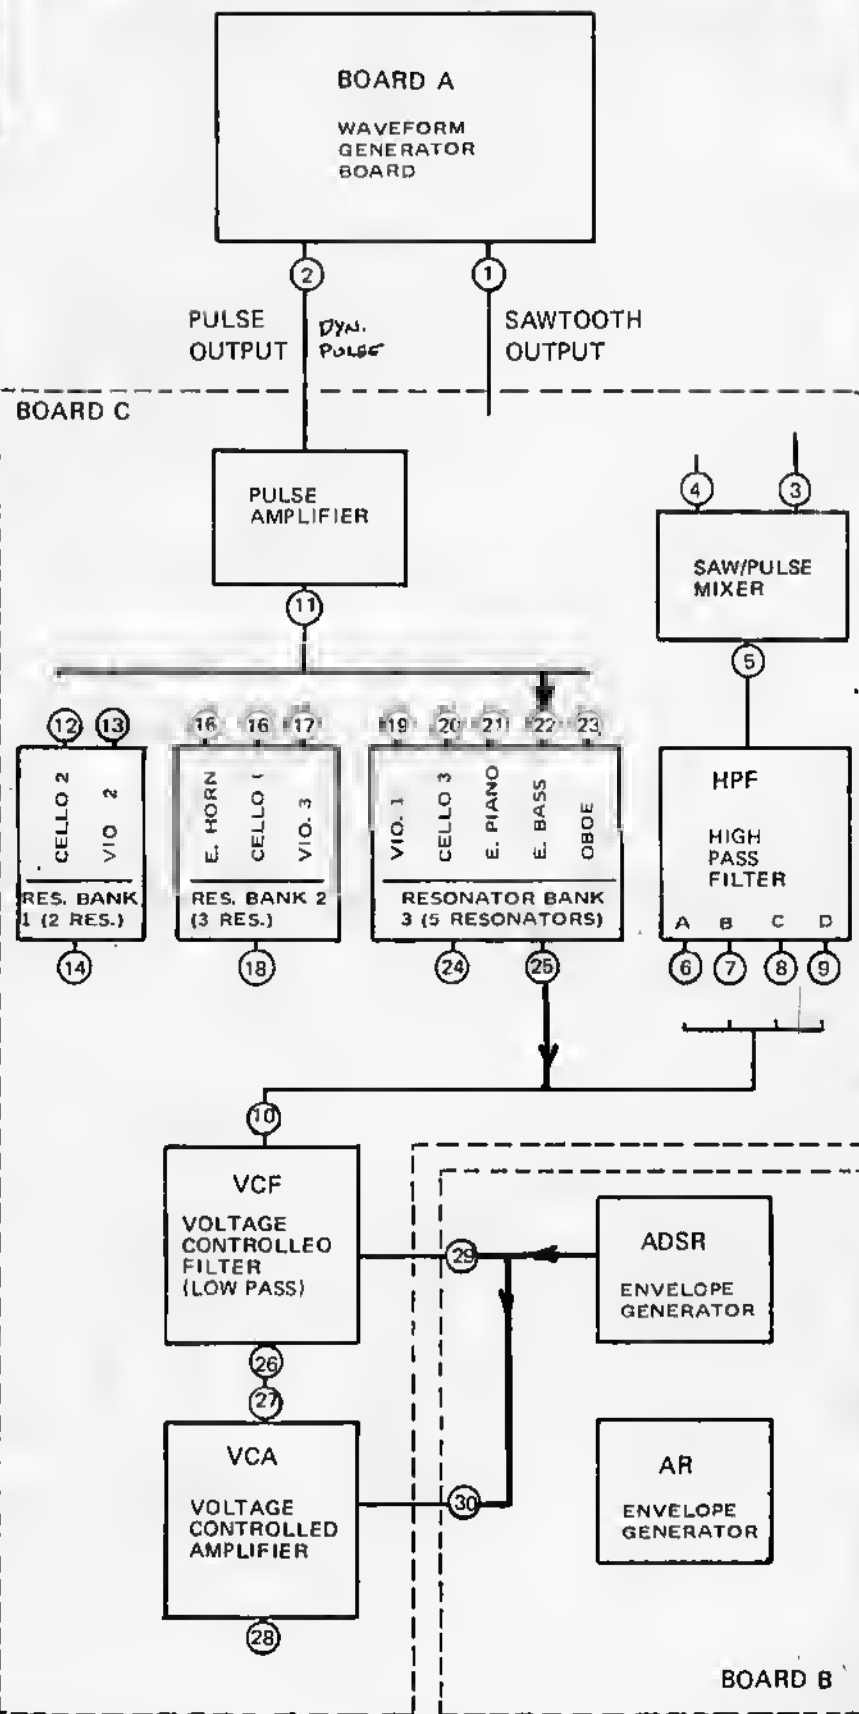 BOARD A
WAVEFORM
GENERATOR
BOARD
2
1
PULSE
OUTPUT
DYN.
PULSE
SAWTOOTH
OUTPUT
BOARD C
PULSE
AMPLIFIER
4
3
SAW/PULSE
MIXER
11
5
12
13
16
16
17
19
20
21
22
23
CELLO 2
VIO 2
E. HORN
CELLO 1
VIO. 3
VIO. 1
CELLO 3
E. PIANO
E. BASS
OBOE
HPF
HIGH
PASS
FILTER
RES. BANK
1 (2 RES.)
RES. BANK 2
(3 RES.)
RESONATOR BANK
3 (5 RESONATORS)
A B C D
14
18
24
25
6
7
8
9
10
VCF
VOLTAGE
CONTROLLEO
FILTER
(LOW PASS)
29
ADSR
ENVELOPE
GENERATOR
26
27
VCA
VOLTAGE
CONTROLLED
AMPLIFIER
30
AR
ENVELOPE
GENERATOR
28
BOARD B